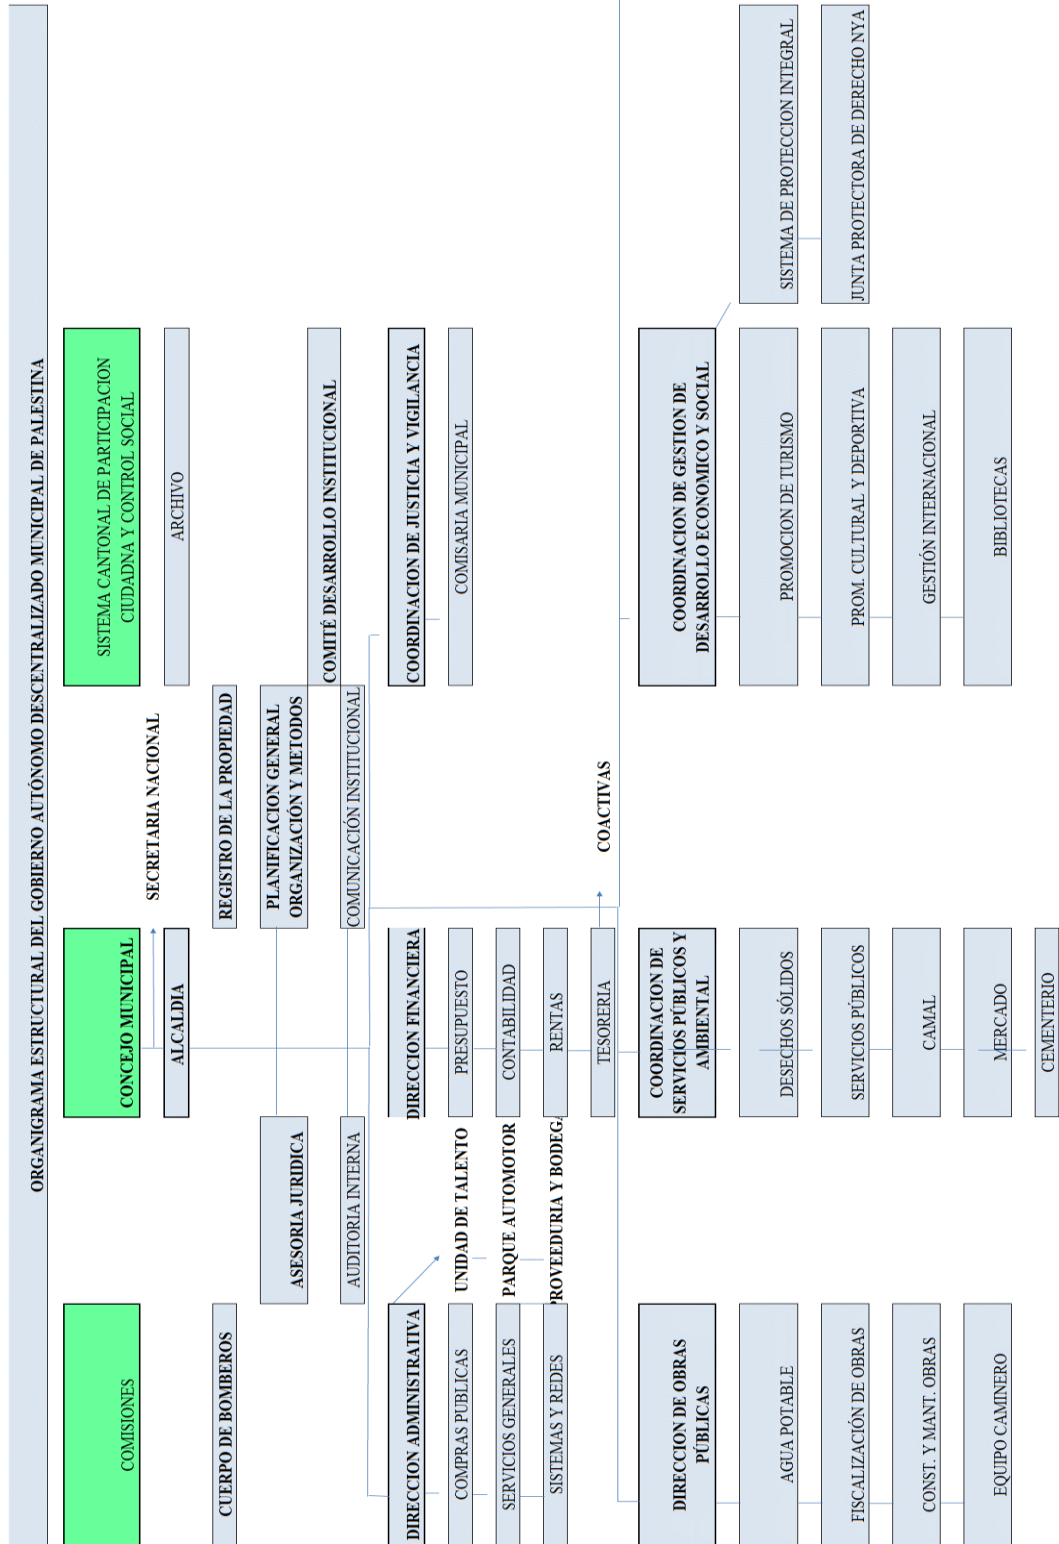 ORGANIGRAMA ESTRUCTURAL DEL GOBIERNO AUTÓNOMO DESCENTRALIZADO MUNICIPAL DE PALESTINA
COMISIONES
CONCEJO MUNICIPAL
SISTEMA CANTONAL DE PARTICIPACION
CIUDADNA Y CONTROL SOCIAL
SECRETARIA NACIONAL
ALCALDIA
ARCHIVO
CUERPO DE BOMBEROS
REGISTRO DE LA PROPIEDAD
ASESORIA JURIDICA
PLANIFICACION GENERAL
ORGANIZACIÓN Y METODOS
COMITÉ DESARROLLO INSTITUCIONAL
AUDITORIA INTERNA
COMUNICACIÓN INSTITUCIONAL
DIRECCION ADMINISTRATIVA
DIRECCION FINANCIERA
COORDINACION DE JUSTICIA Y VIGILANCIA
COMPRAS PUBLICAS
UNIDAD DE TALENTO
PRESUPUESTO
COMISARIA MUNICIPAL
SERVICIOS GENERALES
PARQUE AUTOMOTOR
CONTABILIDAD
SISTEMAS Y REDES
PROVEEDURIA Y BODEGA
RENTAS
TESORERIA
COACTIVAS
DIRECCION DE OBRAS
PÚBLICAS
COORDINACION DE
SERVICIOS PÚBLICOS Y
AMBIENTAL
COORDINACION DE GESTION DE
DESARROLLO ECONOMICO Y SOCIAL
AGUA POTABLE
DESECHOS SÓLIDOS
PROMOCION DE TURISMO
SISTEMA DE PROTECCION INTEGRAL
FISCALIZACIÓN DE OBRAS
SERVICIOS PÚBLICOS
PROM. CULTURAL Y DEPORTIVA
JUNTA PROTECTORA DE DERECHO NYA
CONST. Y MANT. OBRAS
CAMAL
GESTIÓN INTERNACIONAL
EQUIPO CAMINERO
MERCADO
BIBLIOTECAS
CEMENTERIO